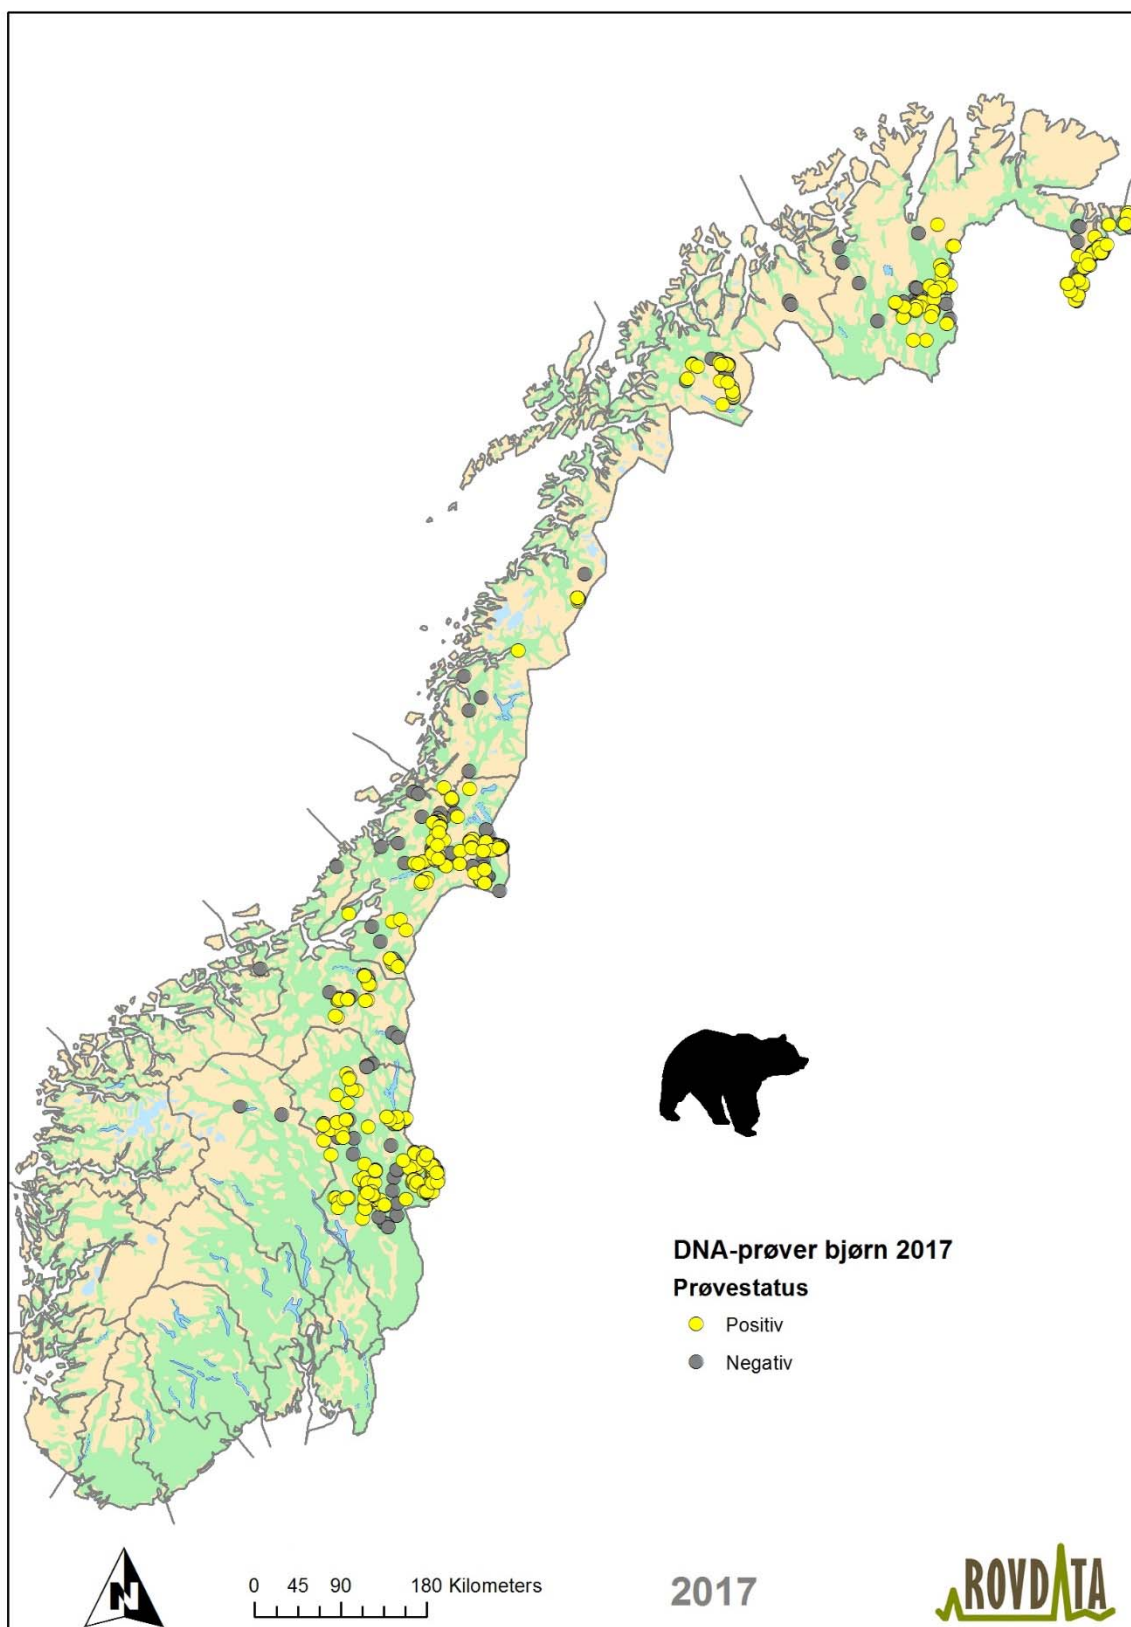 DNA-prøver bjørn 2017
Prøvestatus
Positiv
Negativ
N
0 45 90 180 Kilometers
2017
ROVDATA